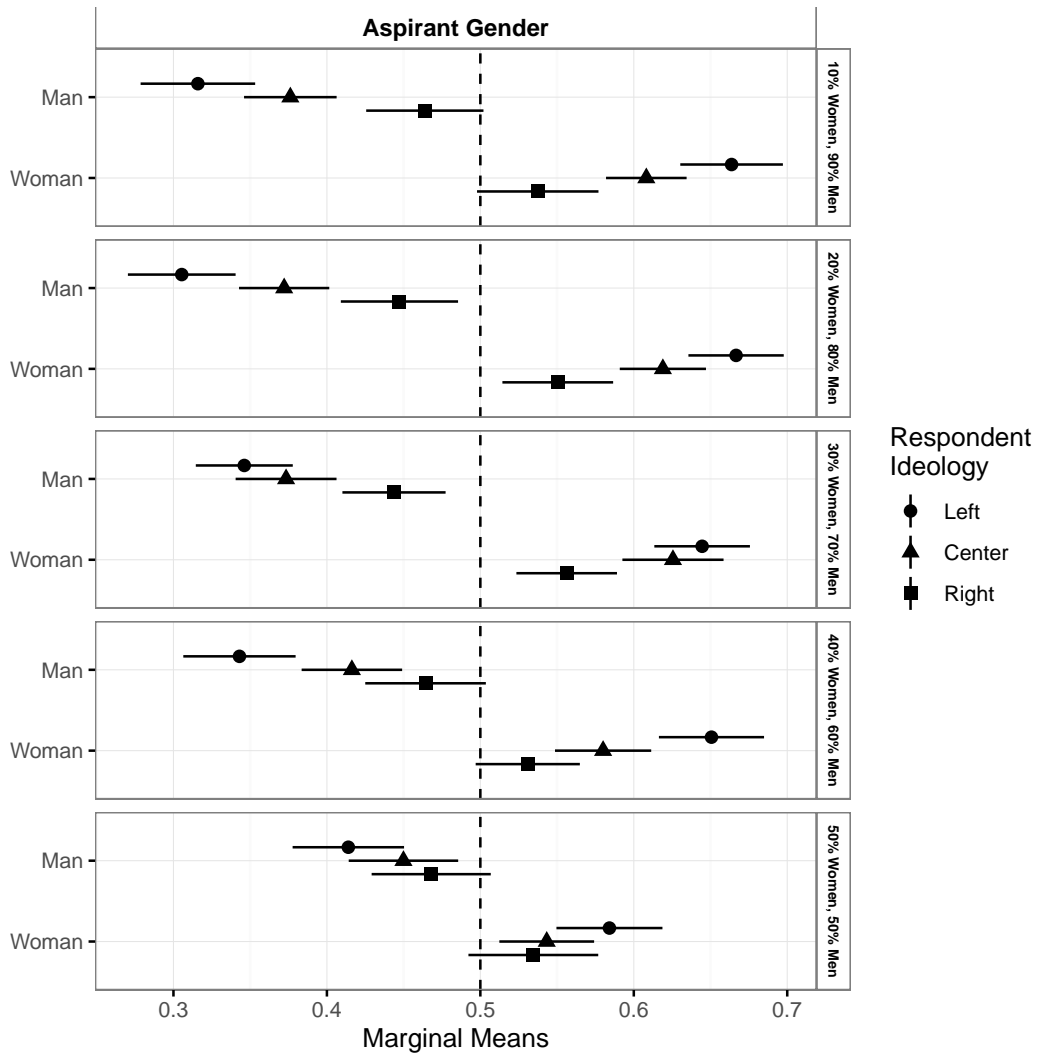 Aspirant Gender
Man
Woman
10% Women, 90% Men
Man
Woman
20% Women, 80% Men
Man
Woman
30% Women, 70% Men
Man
Woman
40% Women, 60% Men
Man
Woman
50% Women, 50% Men
0.3 0.4 0.5 0.6 0.7
Marginal Means
Respondent
Ideology
Left
Center
Right